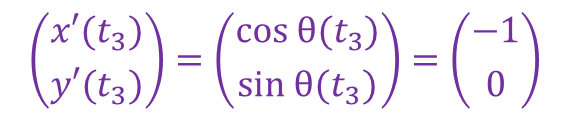 (x′(t₃) y′(t₃)) = (cos θ(t₃) sin θ(t₃)) = (−1 0)